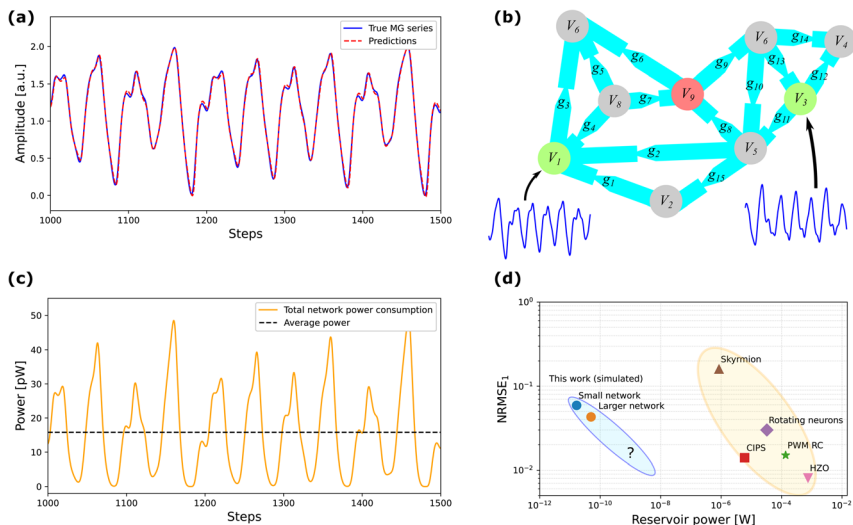 (a)
True MG series
Predictions
Amplitude [a.u.]
2.0
1.5
1.0
0.5
0.0
1000 1100 1200 1300 1400 1500
Steps
(b)
V6 V6 V4
g14
g6 g9 g13
g5 g12
g3 V8 g7 V9 g10 V3
g4 g8 g11
V1 g2 V5
g1 g15
V2
(c)
Total network power consumption
Average power
Power [pW]
50
40
30
20
10
0
1000 1100 1200 1300 1400 1500
Steps
(d)
NRMSE₁
10⁰
10⁻¹
10⁻²
Skyrmion
This work (simulated)
Small network
Larger network
Rotating neurons
CIPS
PWM RC
HZO
?
10⁻¹² 10⁻¹⁰ 10⁻⁸ 10⁻⁶ 10⁻⁴ 10⁻²
Reservoir power [W]